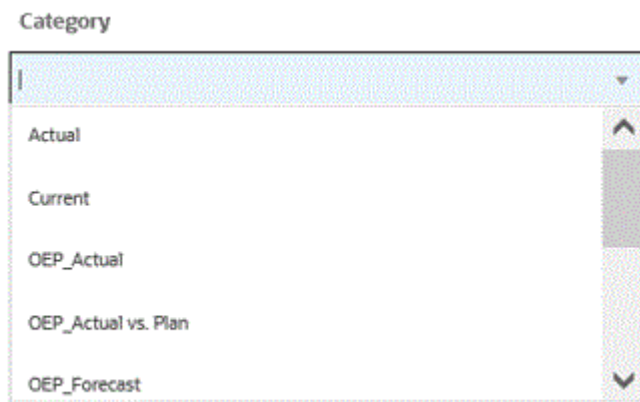 Category
Actual
Current
OEP_Actual
OEP_Actual vs. Plan
OEP_Forecast